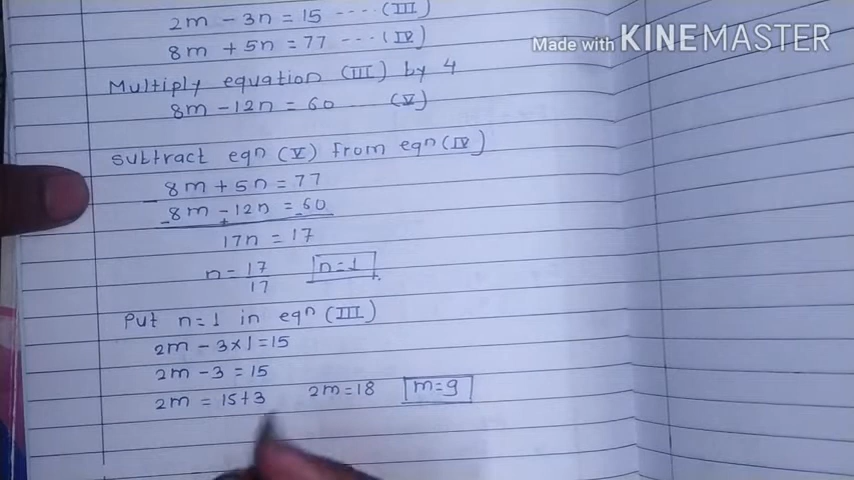 2m - 3n = 15 ---- (III)
8m + 5n = 77 --- (IV)
Made with KINEMASTER
Multiply equation (III) by 4
8m - 12n = 60 (V)
subtract eqn (V) from eqn (IV)
8m + 5n = 77
- 8m - 12n = 60
- + -
17n = 17
n = 17/17 n = 1
Put n = 1 in eqn (III)
2m - 3×1 = 15
2m - 3 = 15
2m = 15+3 2m = 18 m = 9